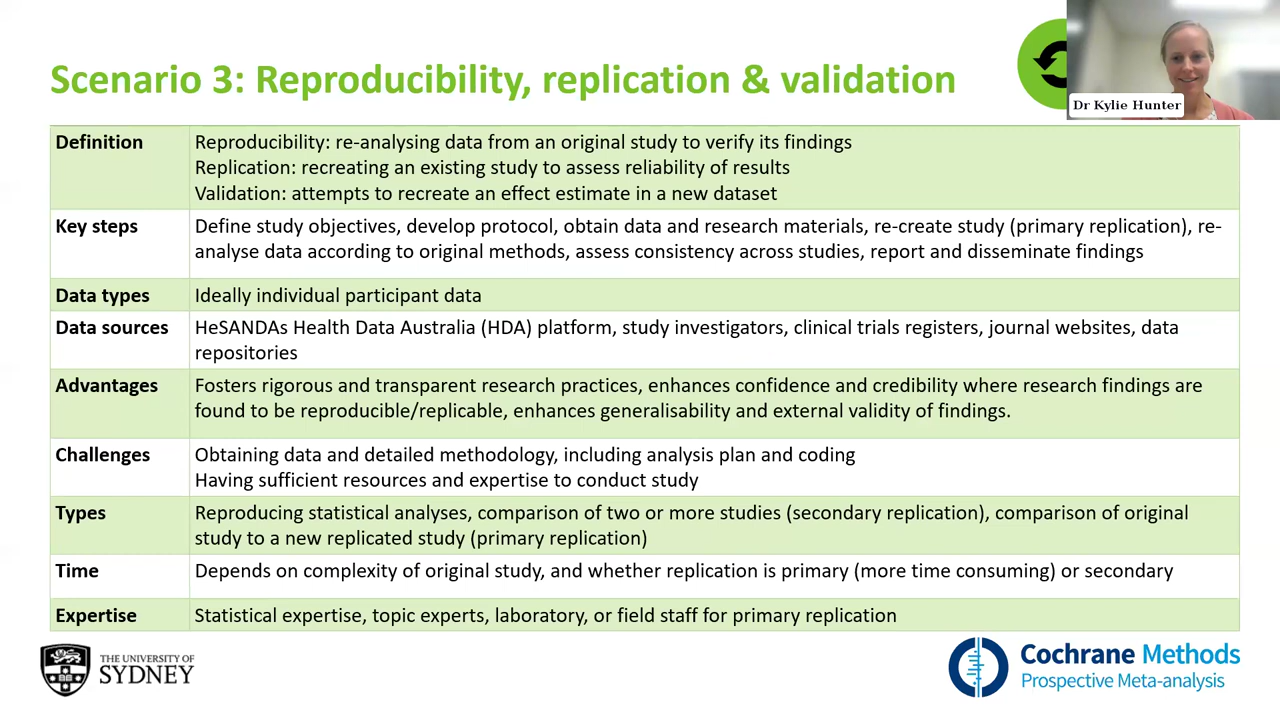 Scenario 3: Reproducibility, replication & validation
Dr Kylie Hunter
Definition
Reproducibility: re-analysing data from an original study to verify its findings
Replication: recreating an existing study to assess reliability of results
Validation: attempts to recreate an effect estimate in a new dataset
Key steps
Define study objectives, develop protocol, obtain data and research materials, re-create study (primary replication), re-
analyse data according to original methods, assess consistency across studies, report and disseminate findings
Data types
Ideally individual participant data
Data sources
HeSANDAs Health Data Australia (HDA) platform, study investigators, clinical trials registers, journal websites, data
repositories
Advantages
Fosters rigorous and transparent research practices, enhances confidence and credibility where research findings are
found to be reproducible/replicable, enhances generalisability and external validity of findings.
Challenges
Obtaining data and detailed methodology, including analysis plan and coding
Having sufficient resources and expertise to conduct study
Types
Reproducing statistical analyses, comparison of two or more studies (secondary replication), comparison of original
study to a new replicated study (primary replication)
Time
Depends on complexity of original study, and whether replication is primary (more time consuming) or secondary
Expertise
Statistical expertise, topic experts, laboratory, or field staff for primary replication
THE UNIVERSITY OF
SYDNEY
Cochrane Methods
Prospective Meta-analysis